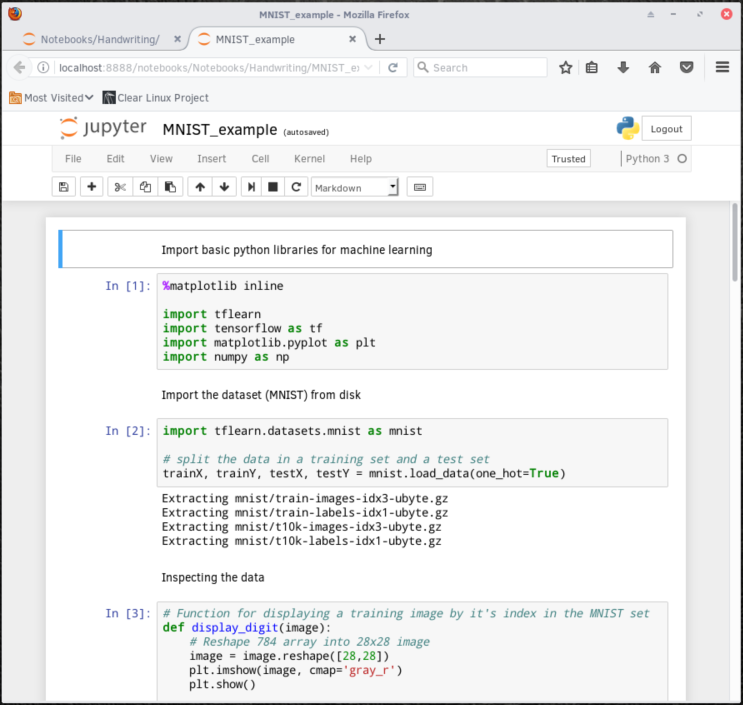 MNIST_example - Mozilla Firefox
Notebooks/Handwriting/
MNIST_example
localhost:8888/notebooks/Notebooks/Handwriting/MNIST_e
Search
Most Visited
Clear Linux Project
jupyter
MNIST_example (autosaved)
Logout
File Edit View Insert Cell Kernel Help
Trusted
Python 3
Markdown
Import basic python libraries for machine learning
In [1]:
%matplotlib inline
import tflearn
import tensorflow as tf
import matplotlib.pyplot as plt
import numpy as np
Import the dataset (MNIST) from disk
In [2]:
import tflearn.datasets.mnist as mnist
# split the data in a training set and a test set
trainX, trainY, testX, testY = mnist.load_data(one_hot=True)
Extracting mnist/train-images-idx3-ubyte.gz
Extracting mnist/train-labels-idx1-ubyte.gz
Extracting mnist/t10k-images-idx3-ubyte.gz
Extracting mnist/t10k-labels-idx1-ubyte.gz
Inspecting the data
In [3]:
# Function for displaying a training image by it's index in the MNIST set
def display_digit(image):
    # Reshape 784 array into 28x28 image
    image = image.reshape([28,28])
    plt.imshow(image, cmap='gray_r')
    plt.show()